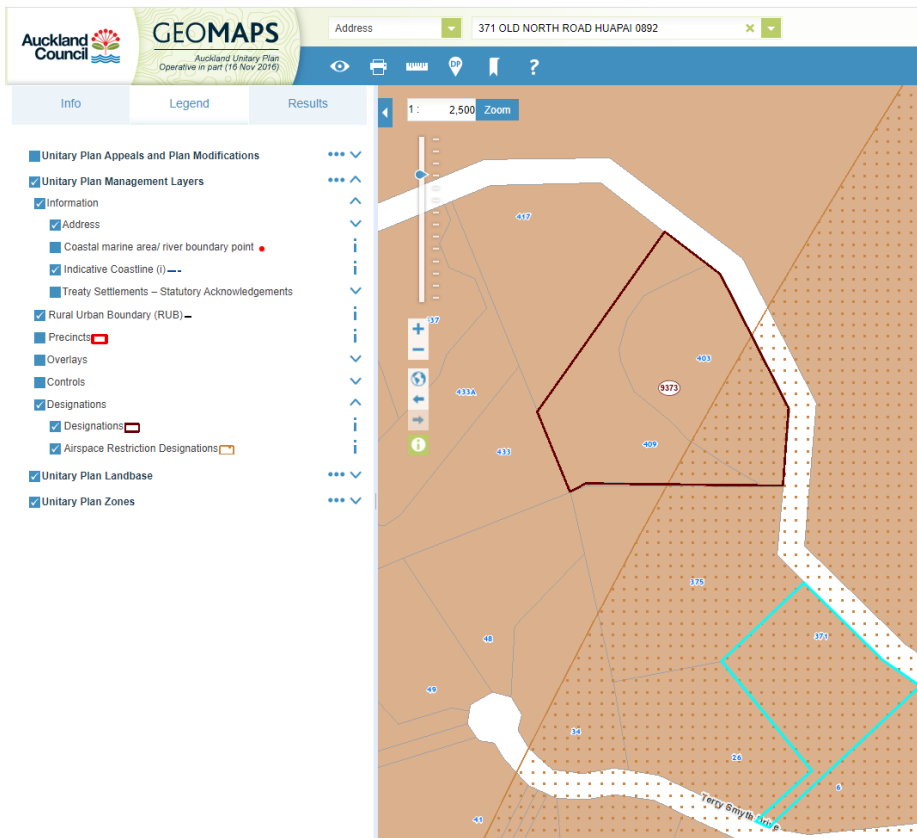 Auckland
Council
GEOMAPS
Auckland Unitary Plan
Operative in part (16 Nov 2016)
Address
371 OLD NORTH ROAD HUAPAI 0892
DP
?
Info
Legend
Results
1 : 2,500 Zoom
Unitary Plan Appeals and Plan Modifications
Unitary Plan Management Layers
Information
Address
Coastal marine area/ river boundary point
Indicative Coastline (i)
Treaty Settlements – Statutory Acknowledgements
Rural Urban Boundary (RUB)
Precincts
Overlays
Controls
Designations
Designations
Airspace Restriction Designations
Unitary Plan Landbase
Unitary Plan Zones
417
437
403
433A
9373
409
433
375
371
48
49
34
26
6
Terry Smyth Drive
41